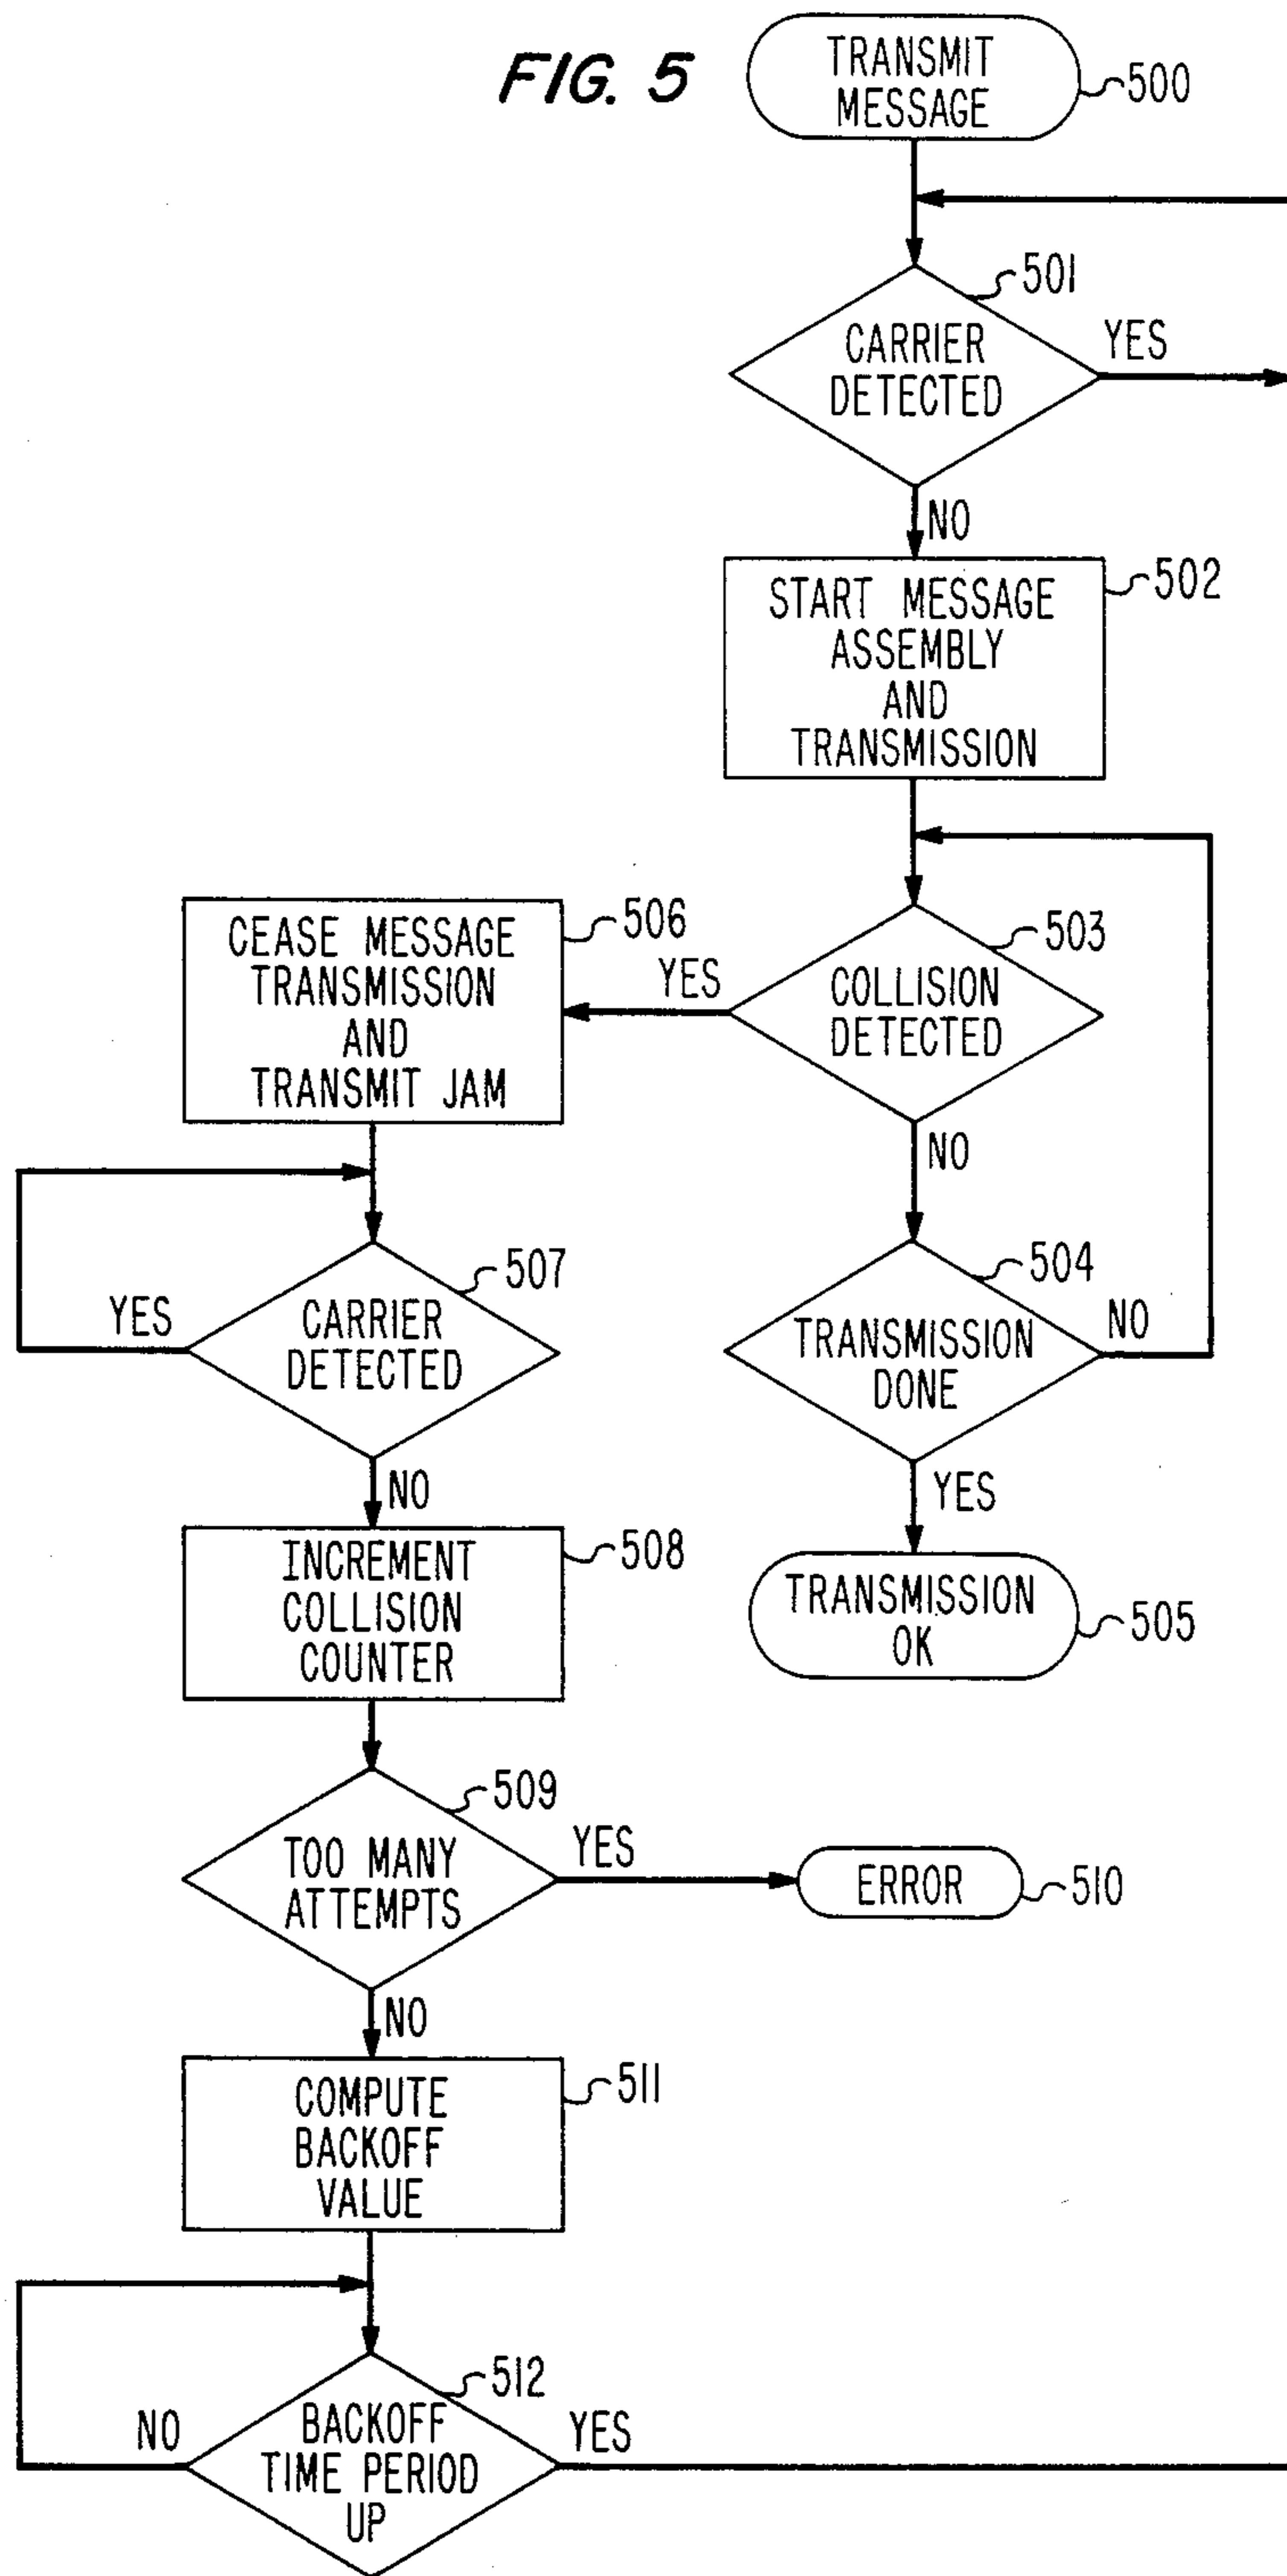 FIG. 5
TRANSMIT
MESSAGE
500
501
CARRIER
DETECTED
YES
NO
502
START MESSAGE
ASSEMBLY
AND
TRANSMISSION
503
COLLISION
DETECTED
YES
NO
506
CEASE MESSAGE
TRANSMISSION
AND
TRANSMIT JAM
504
TRANSMISSION
DONE
NO
YES
507
CARRIER
DETECTED
YES
NO
TRANSMISSION
OK
505
508
INCREMENT
COLLISION
COUNTER
509
TOO MANY
ATTEMPTS
YES
ERROR
510
NO
511
COMPUTE
BACKOFF
VALUE
512
BACKOFF
TIME PERIOD
UP
NO
YES